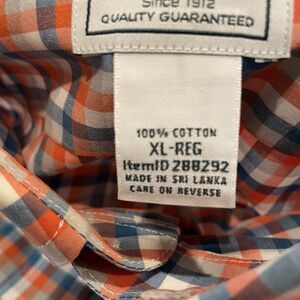 Since 1912
QUALITY GUARANTEED
100% COTTON
XL-REG
ItemID 288292
MADE IN SRI LANKA
CARE ON REVERSE